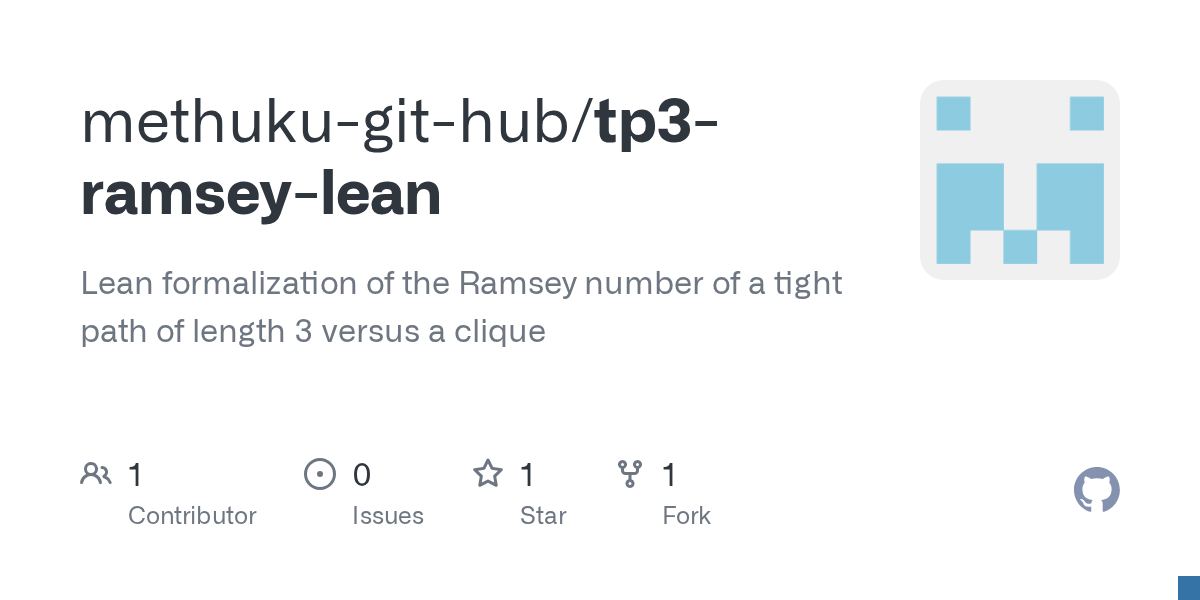 methuku-git-hub/tp3-
ramsey-lean
Lean formalization of the Ramsey number of a tight
path of length 3 versus a clique
1
Contributor
0
Issues
1
Star
1
Fork